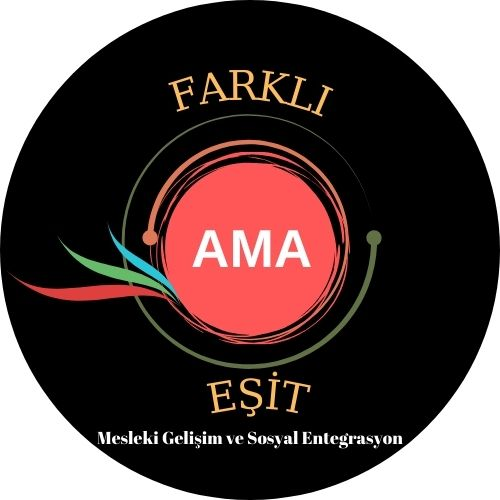 FARKLI
AMA
EŞİT
Mesleki Gelişim ve Sosyal Entegrasyon